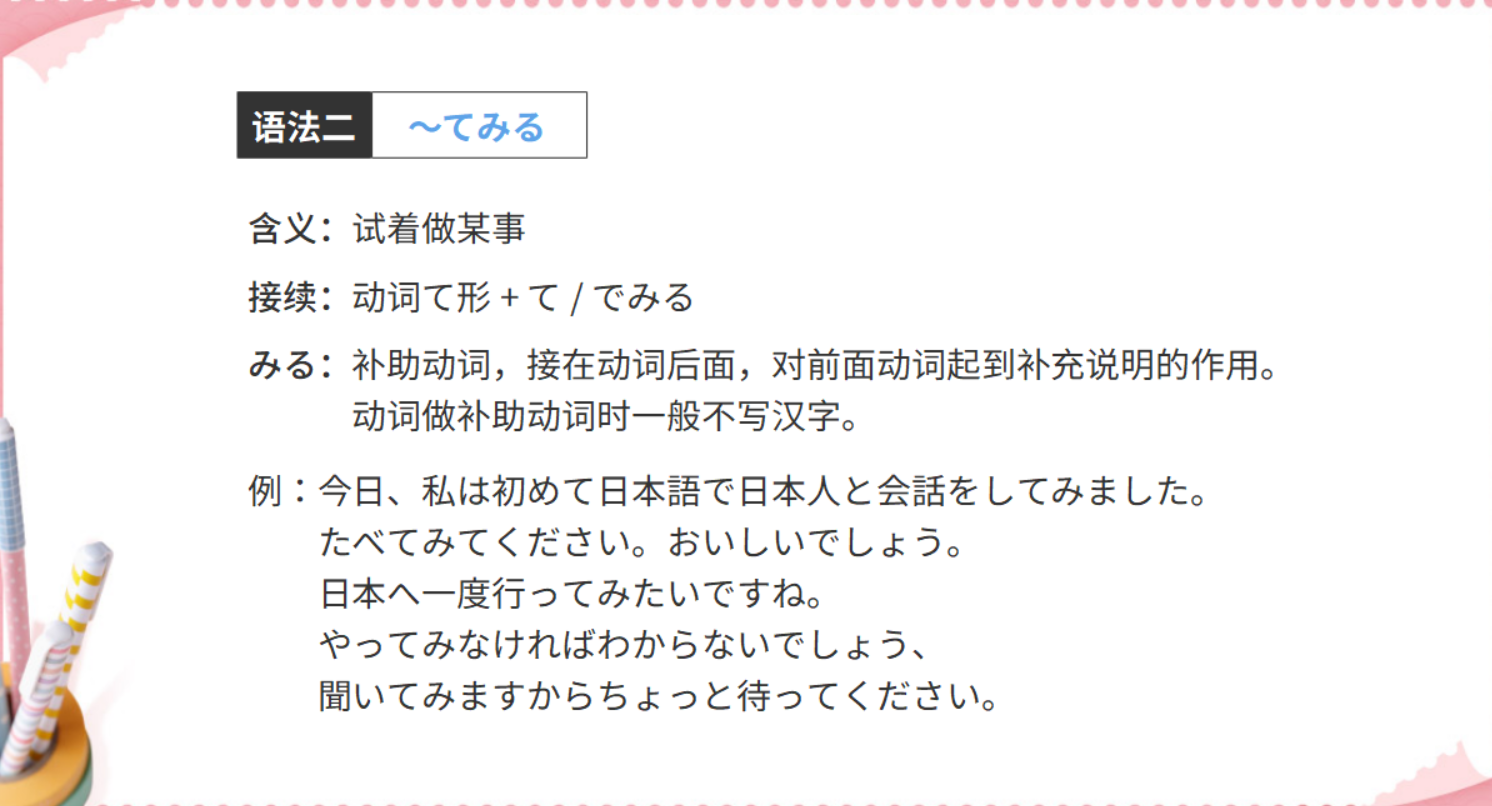 语法二 ～てみる
含义：试着做某事
接续：动词て形 + て / でみる
みる：补助动词，接在动词后面，对前面动词起到补充说明的作用。
动词做补助动词时一般不写汉字。
例：今日、私は初めて日本語で日本人と会話をしてみました。
たべてみてください。おいしいでしょう。
日本へ一度行ってみたいですね。
やってみなければわからないでしょう、
聞いてみますからちょっと待ってください。